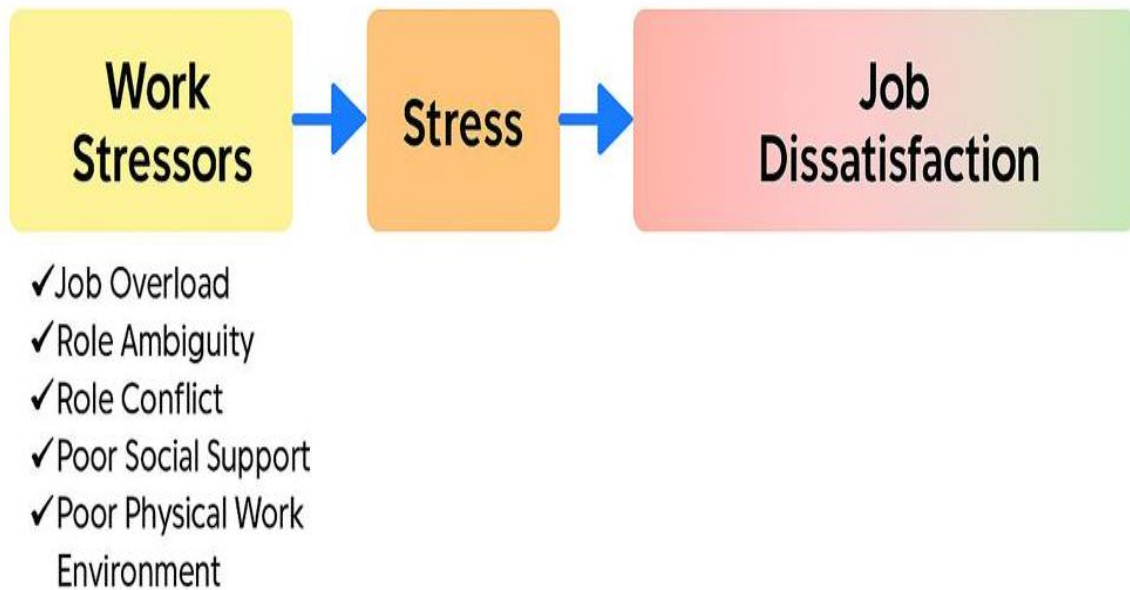 Work
Stressors
Stress
Job
Dissatisfaction
✓Job Overload
✓Role Ambiguity
✓Role Conflict
✓Poor Social Support
✓Poor Physical Work
Environment